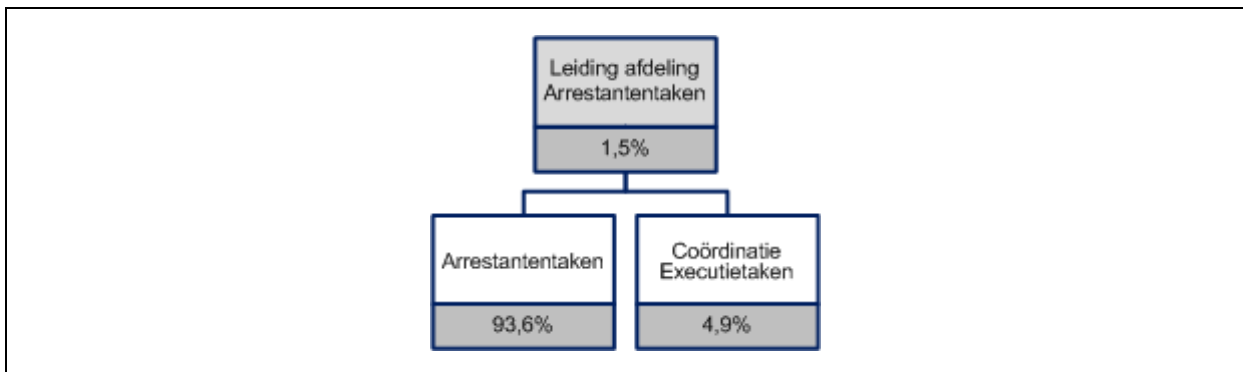 Leiding afdeling
Arrestantentaken
1,5%
Arrestantentaken
93,6%
Coördinatie
Executietaken
4,9%